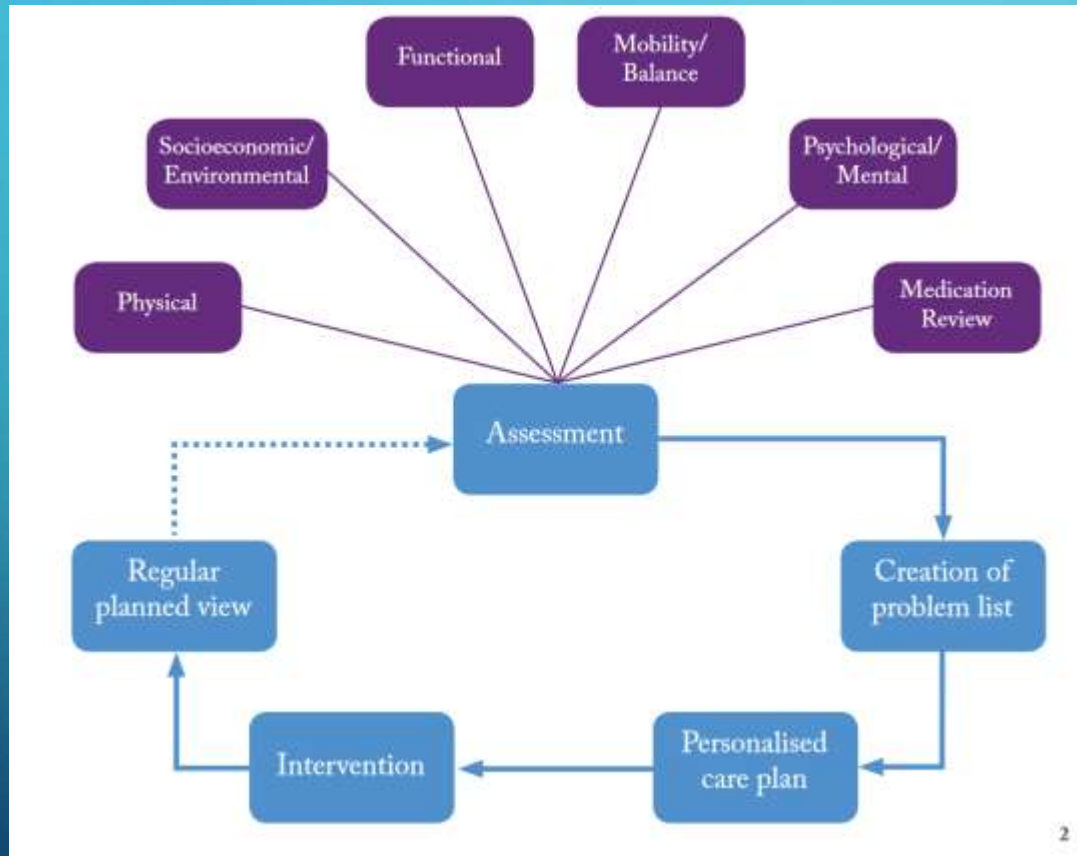 Functional
Mobility/
Balance
Socioeconomic/
Environmental
Psychological/
Mental
Physical
Medication
Review
Assessment
Regular
planned view
Creation of
problem list
Intervention
Personalised
care plan
2